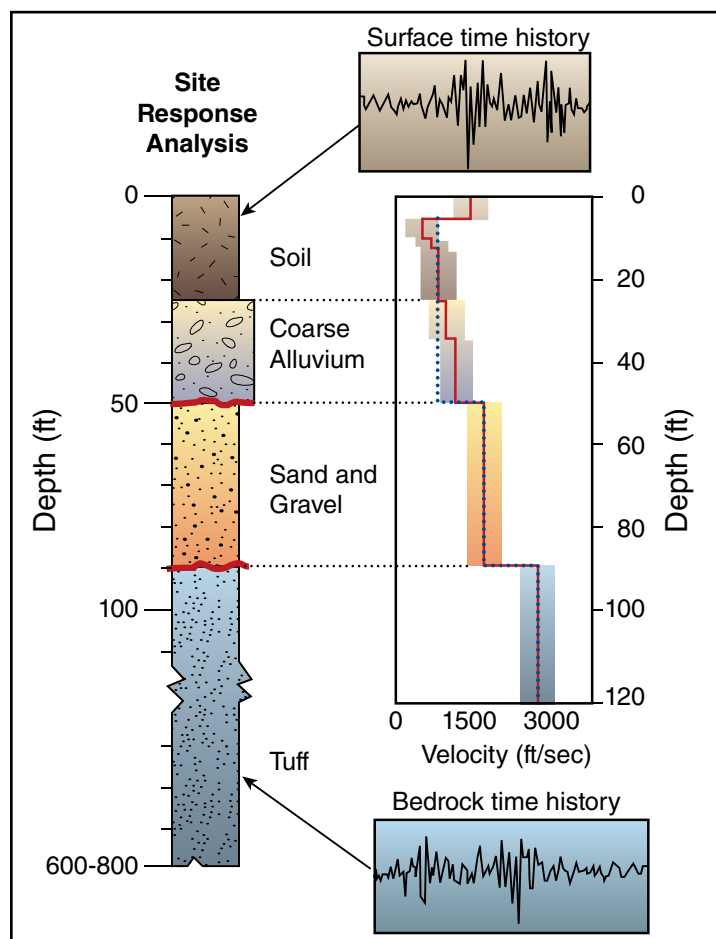 Surface time history
Site
Response
Analysis
0
Soil
Coarse
Alluvium
50
Sand and
Gravel
100
Tuff
600-800
Depth (ft)
0
20
40
60
80
100
120
Depth (ft)
0 1500 3000
Velocity (ft/sec)
Bedrock time history